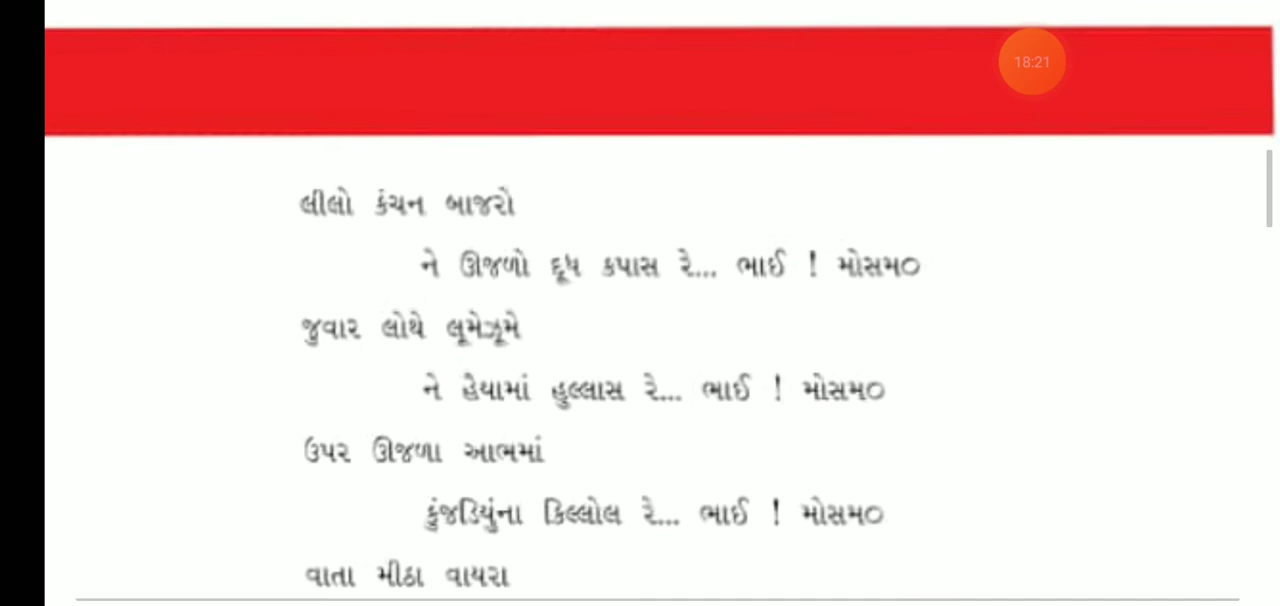 18:21
લીલો કંચન બાજરો
ને ઊજળો દૂધ કપાસ રે... ભાઈ ! મોસમ૦
જુવાર લોથે લૂમેઝૂમે
ને હૈયામાં હુલ્લાસ રે... ભાઈ ! મોસમ૦
ઉપર ઊજળા આભમાં
કુંજડિયુંના કિલ્લોલ રે... ભાઈ ! મોસમ૦
વાતા મીઠા વાયરા